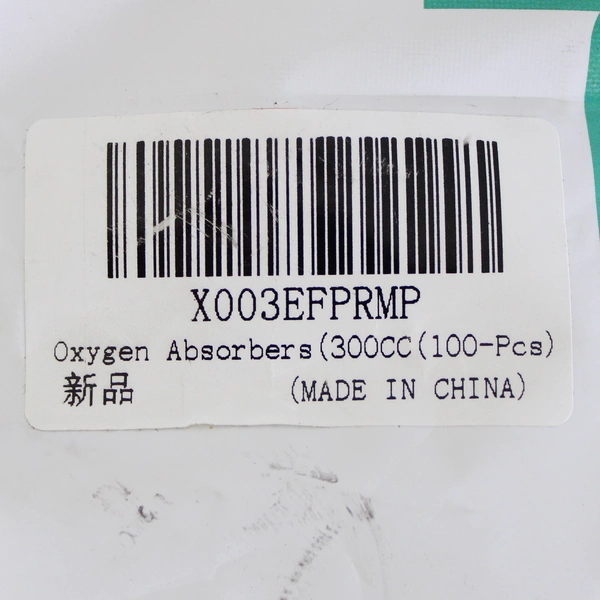 X003EFPRMP
Oxygen Absorbers(300CC(100-Pcs)
新品 (MADE IN CHINA)